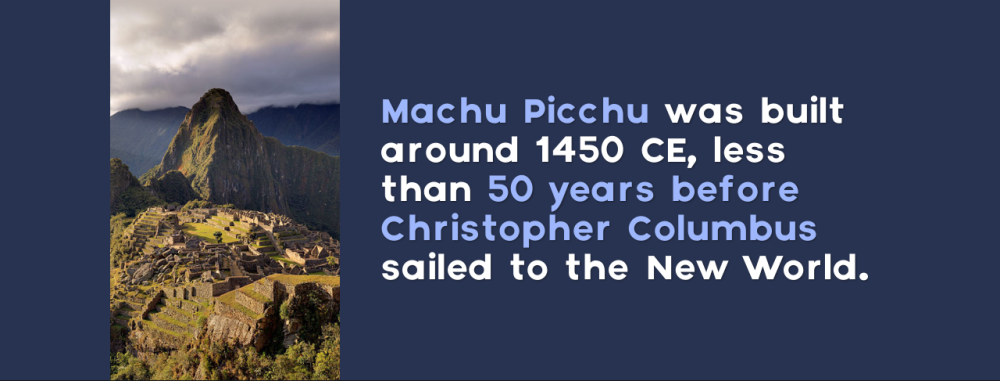 Machu Picchu was built
around 1450 CE, less
than 50 years before
Christopher Columbus
sailed to the New World.